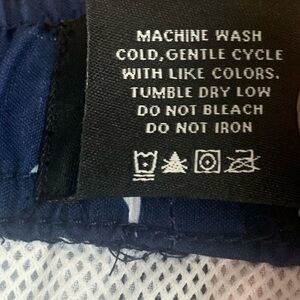 MACHINE WASH
COLD,GENTLE CYCLE
WITH LIKE COLORS.
TUMBLE DRY LOW
DO NOT BLEACH
DO NOT IRON